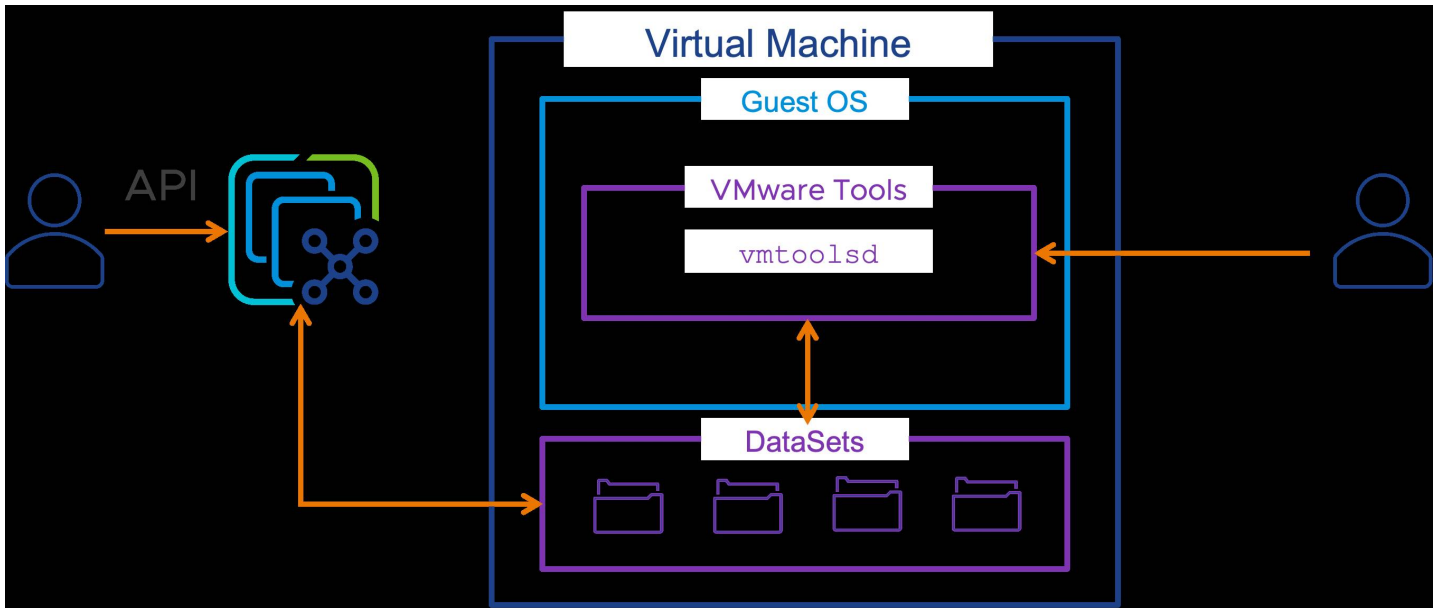 Virtual Machine
Guest OS
API
VMware Tools
vmtoolsd
DataSets